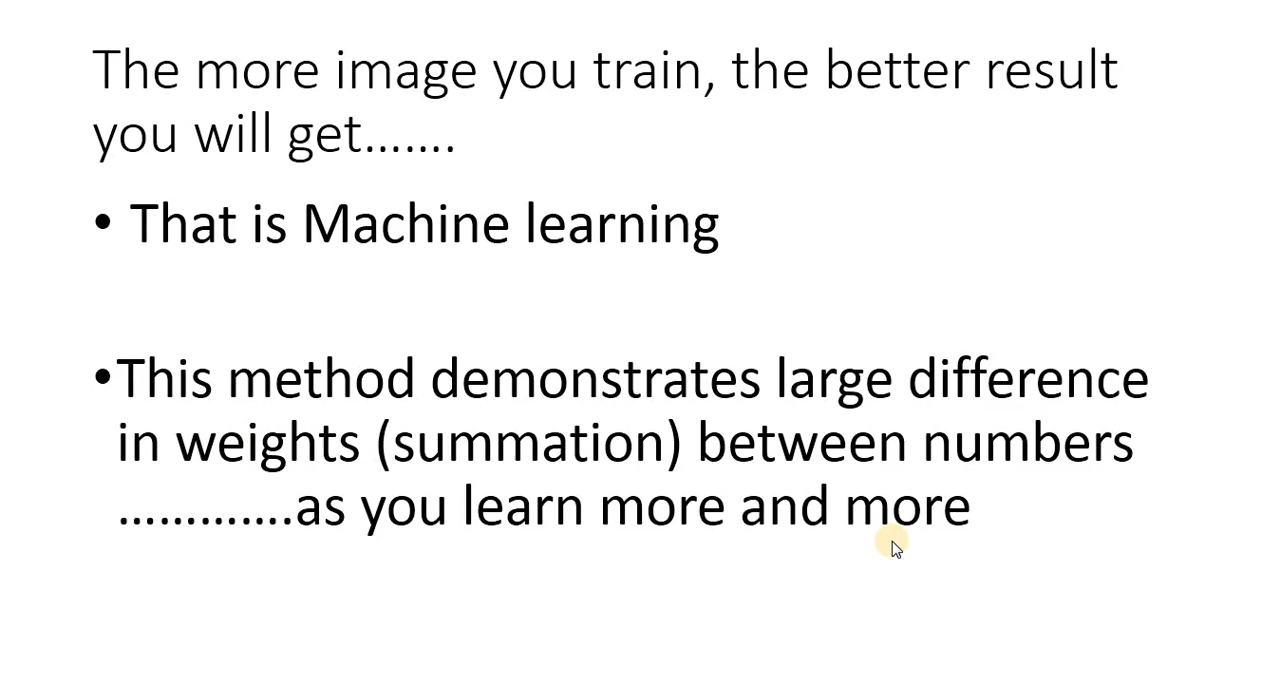 The more image you train, the better result
you will get…….
• That is Machine learning
•This method demonstrates large difference
in weights (summation) between numbers
………….as you learn more and more